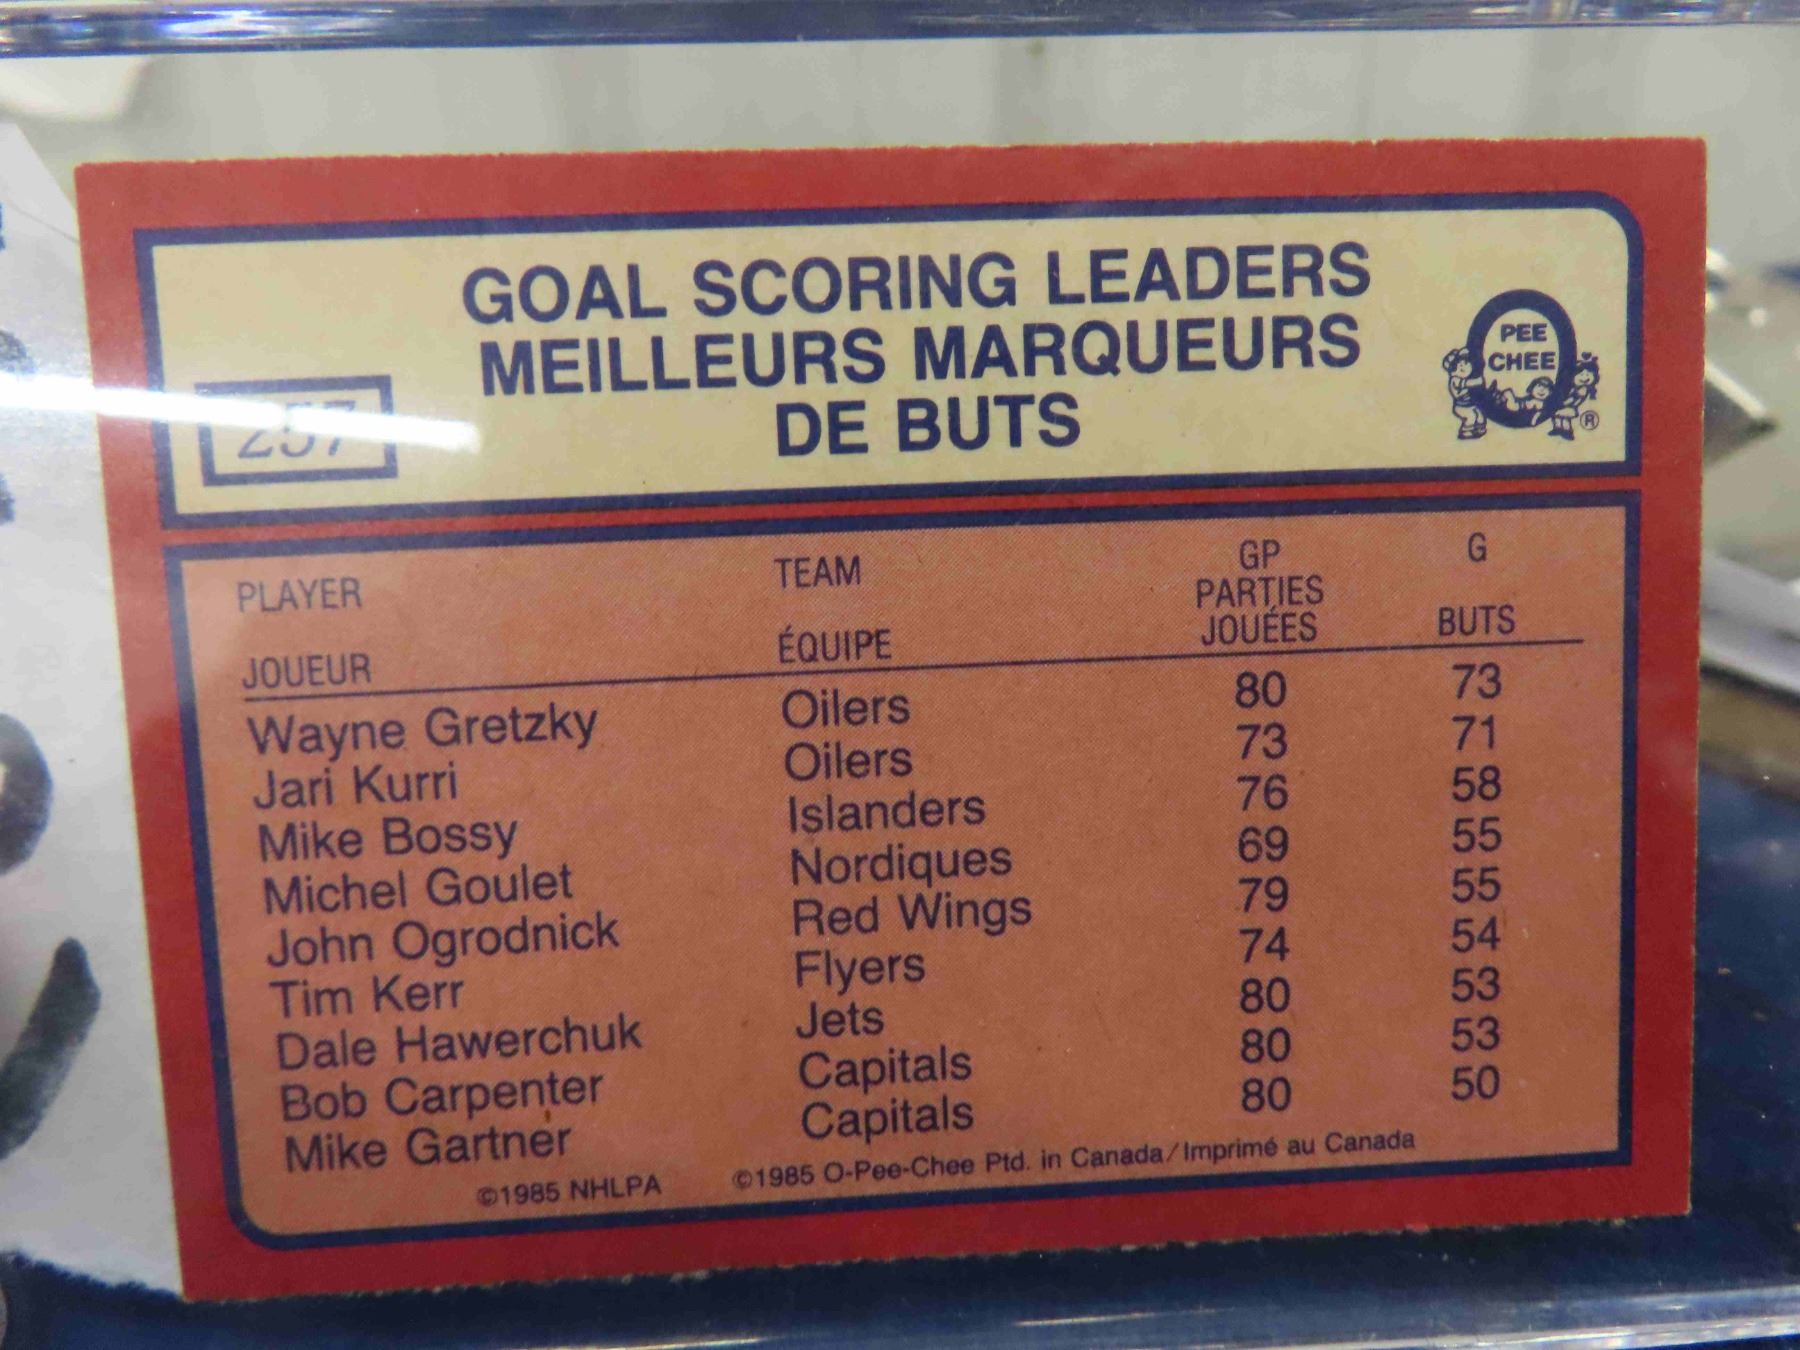 GOAL SCORING LEADERS
MEILLEURS MARQUEURS
DE BUTS
257
PEE
CHEE
®
PLAYER TEAM GP G
PARTIES
JOUEUR ÉQUIPE JOUÉES BUTS
Wayne Gretzky Oilers 80 73
Jari Kurri Oilers 73 71
Mike Bossy Islanders 76 58
Michel Goulet Nordiques 69 55
John Ogrodnick Red Wings 79 55
Tim Kerr Flyers 74 54
Dale Hawerchuk Jets 80 53
Bob Carpenter Capitals 80 53
Mike Gartner Capitals 80 50
©1985 NHLPA ©1985 O-Pee-Chee Ptd. in Canada/Imprimé au Canada